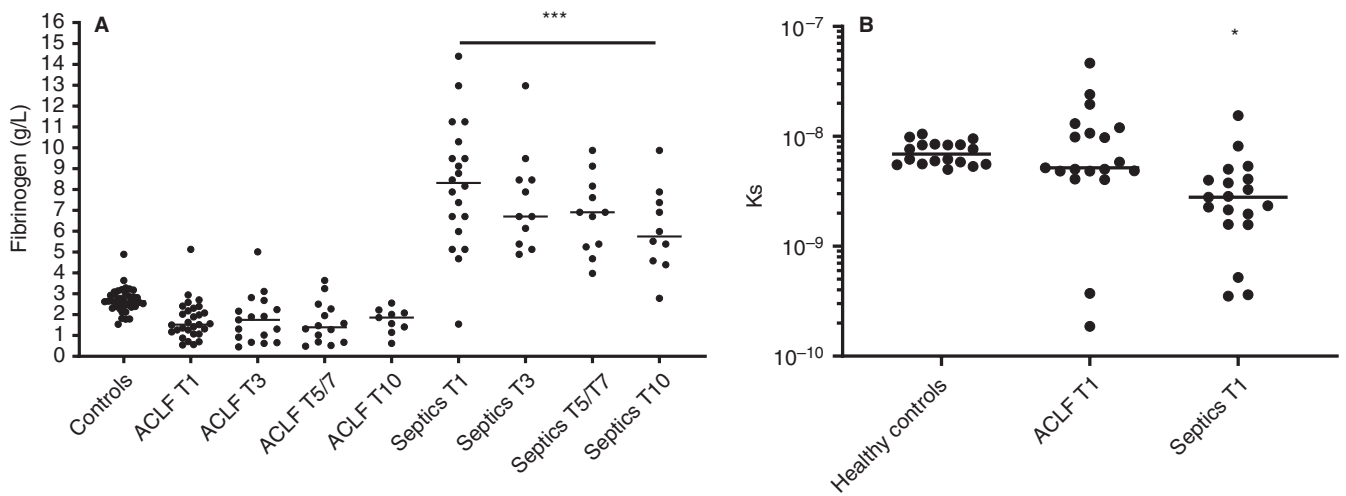 A
***
Fibrinogen (g/L)
16
15
14
13
12
11
10
9
8
7
6
5
4
3
2
1
0
Controls
ACLF T1
ACLF T3
ACLF T5/7
ACLF T10
Septics T1
Septics T3
Septics T5/T7
Septics T10
B
*
Ks
10⁻⁷
10⁻⁸
10⁻⁹
10⁻¹⁰
Healthy controls
ACLF T1
Septics T1